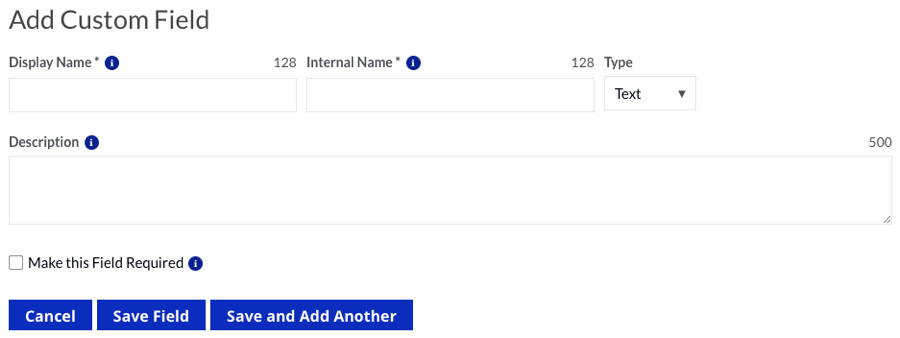 Add Custom Field
Display Name * i 128 Internal Name * i 128 Type
Text ▼
Description i 500
Make this Field Required i
Cancel Save Field Save and Add Another